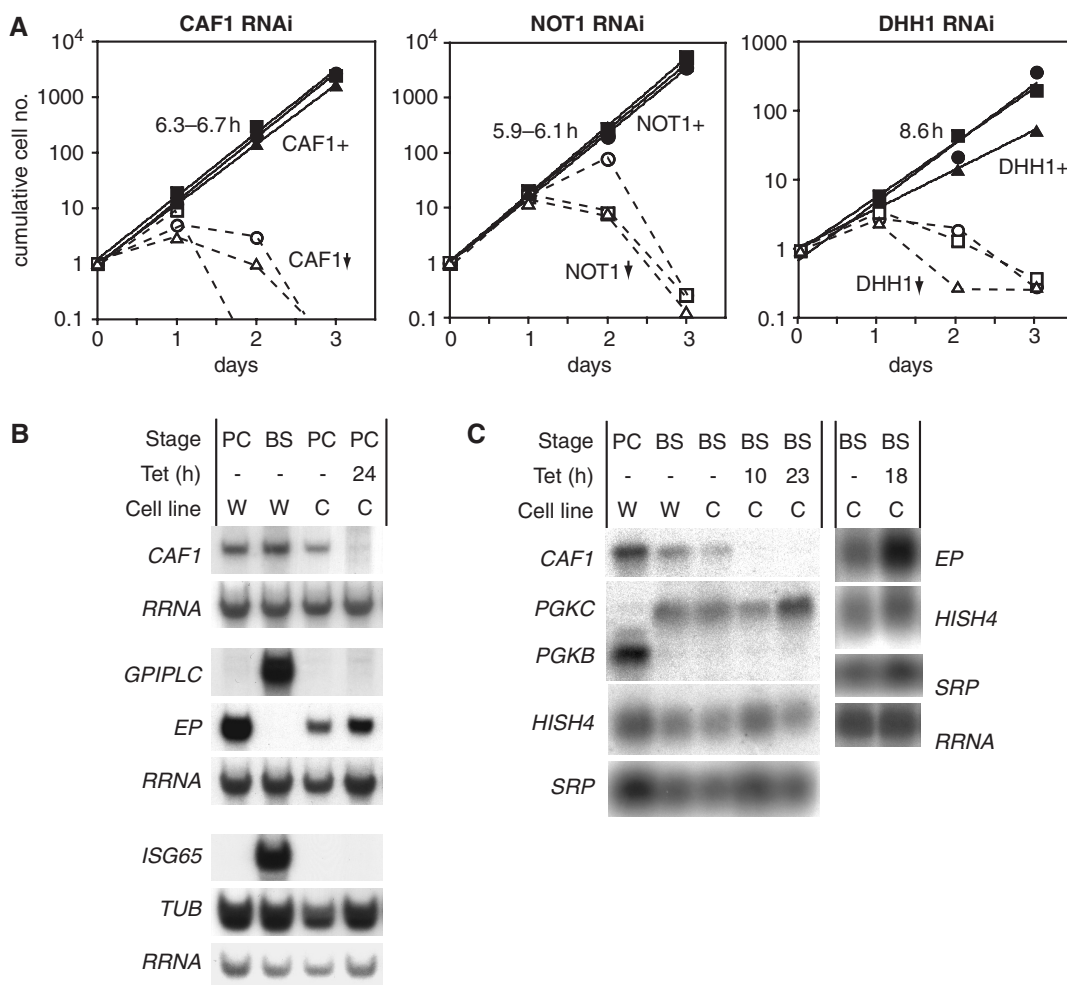 A
CAF1 RNAi
NOT1 RNAi
DHH1 RNAi
cumulative cell no.
10⁴
1000
100
10
1
0.1
6.3–6.7 h
CAF1+
CAF1↓
0 1 2 3
days
10⁴
1000
100
10
1
0.1
5.9–6.1 h
NOT1+
NOT1↓
0 1 2 3
days
1000
100
10
1
0.1
8.6 h
DHH1+
DHH1↓
0 1 2 3
days
B
Stage PC BS PC PC
Tet (h) - - - 24
Cell line W W C C
CAF1
RRNA
GPIPLC
EP
RRNA
ISG65
TUB
RRNA
C
Stage PC BS BS BS BS BS BS
Tet (h) - - - 10 23 - 18
Cell line W W C C C C C
CAF1
PGKC
PGKB
HISH4
SRP
EP
HISH4
SRP
RRNA